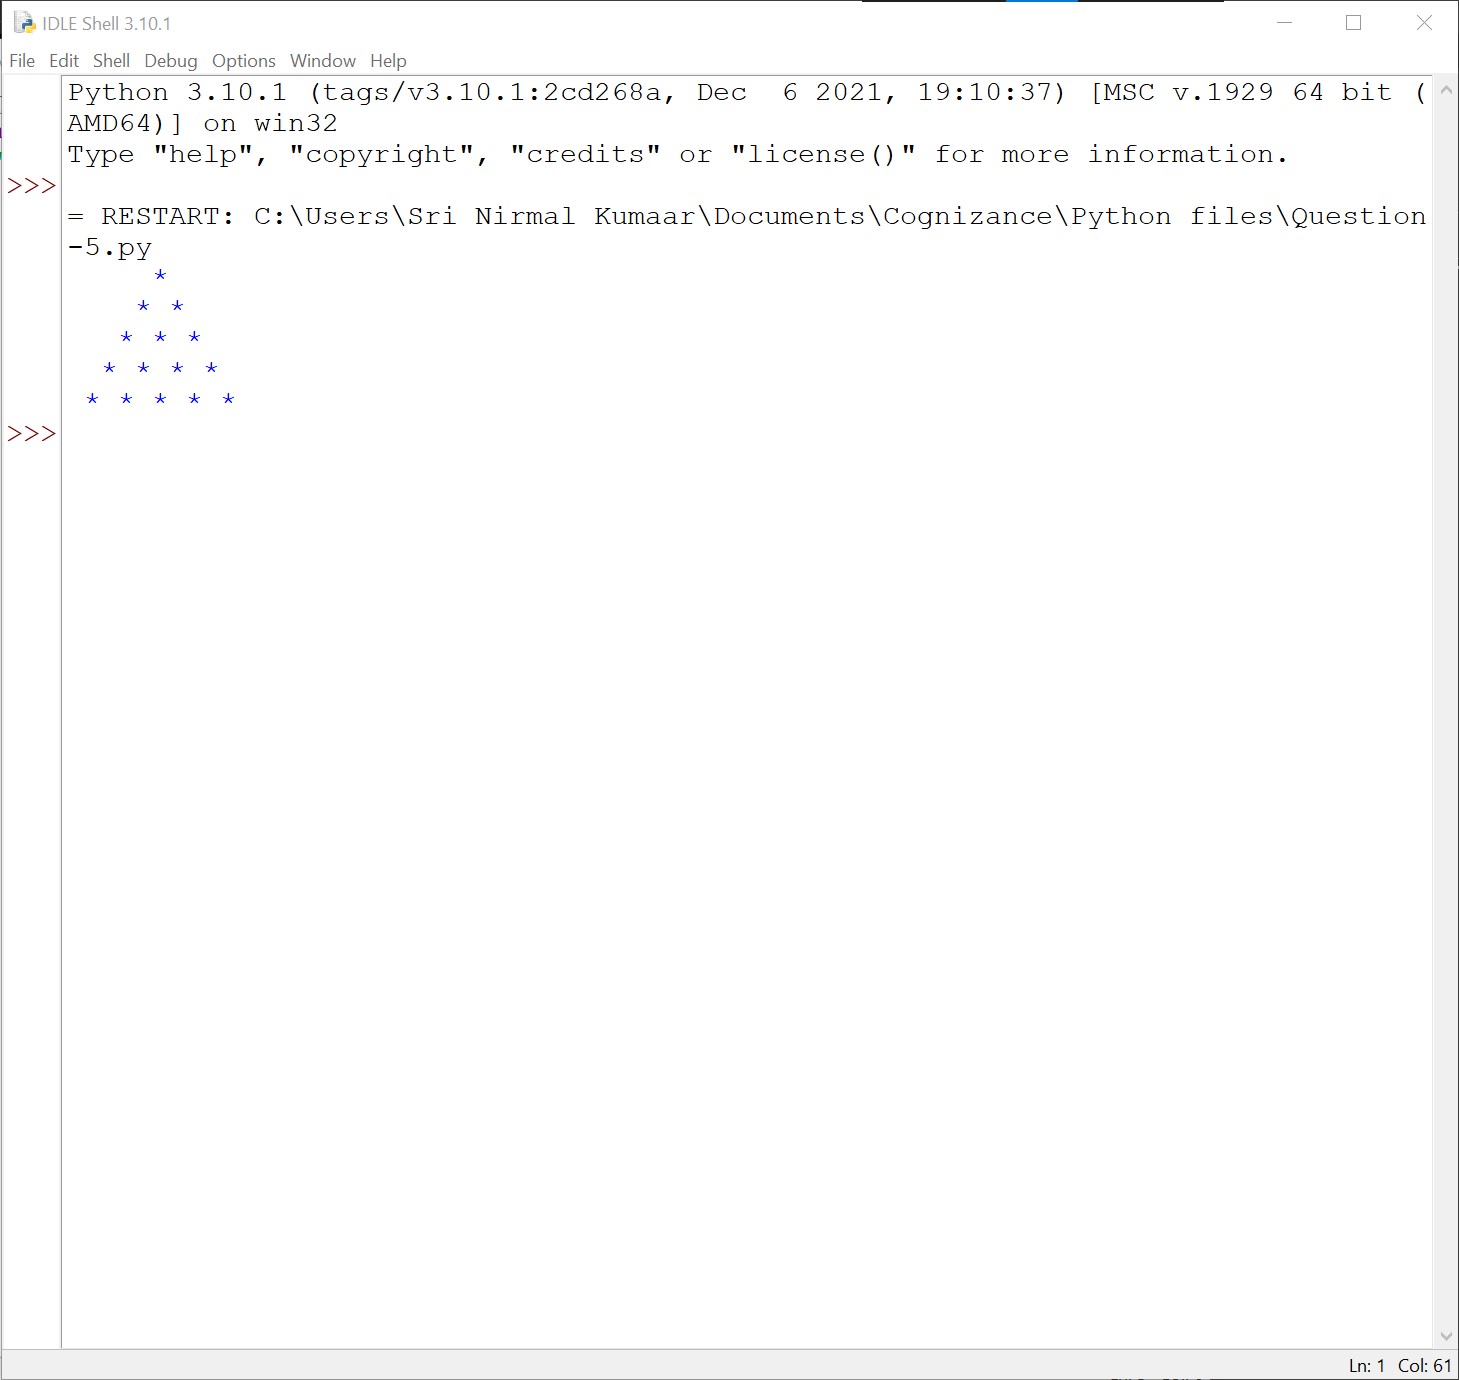 IDLE Shell 3.10.1
File Edit Shell Debug Options Window Help
Python 3.10.1 (tags/v3.10.1:2cd268a, Dec  6 2021, 19:10:37) [MSC v.1929 64 bit (
AMD64)] on win32
Type "help", "copyright", "credits" or "license()" for more information.
>>>
= RESTART: C:\Users\Sri Nirmal Kumaar\Documents\Cognizance\Python files\Question
-5.py
     *
    * *
   * * *
  * * * *
 * * * * *
>>>
Ln: 1 Col: 61